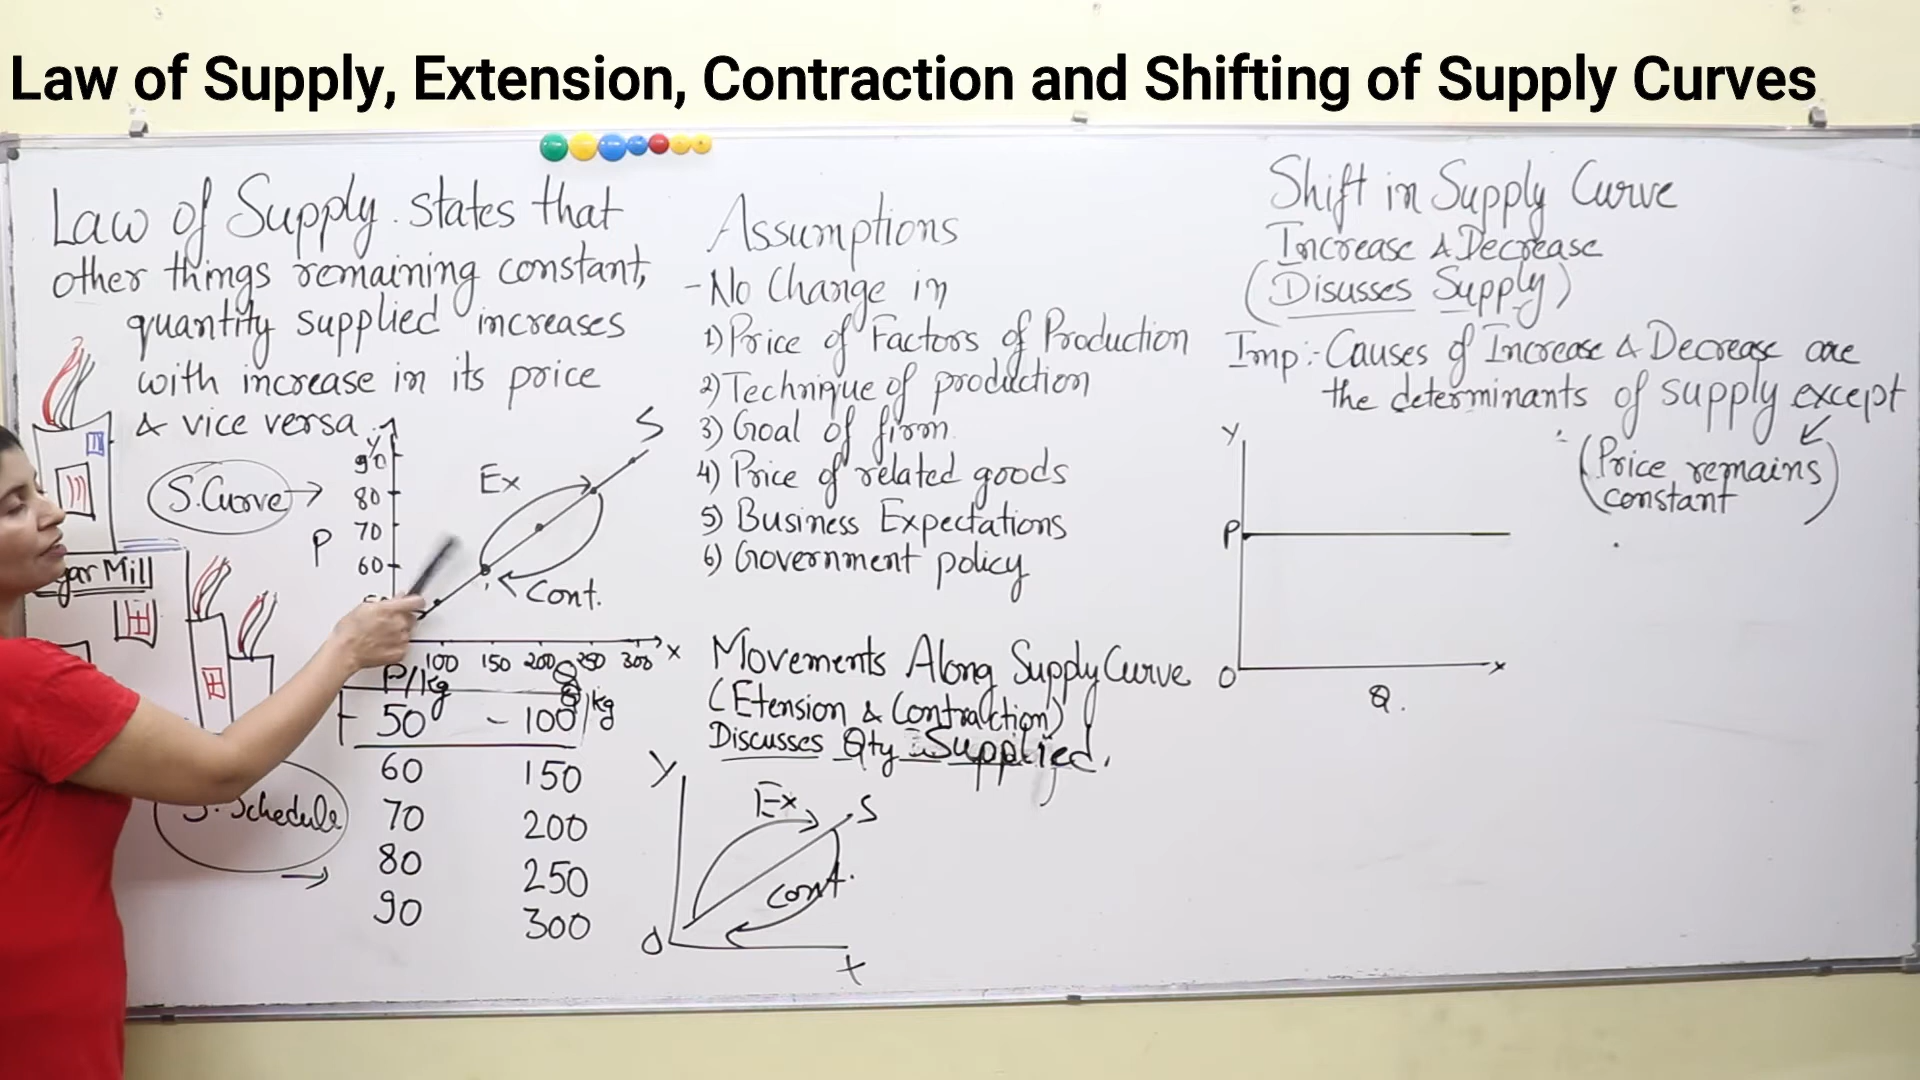 Law of Supply, Extension, Contraction and Shifting of Supply Curves
Law of Supply. states that
other things remaining constant,
quantity supplied increases
with increase in its price
& vice versa.
S.Curve
Y
90
80
70
60
P
Ex
S
Cont.
100 150 200 250 300 X
Q
gar Mill
P/kg Q/kg
50 - 100
60 150
70 200
80 250
90 300
S. Schedule
Assumptions
- No Change in
1) Price of Factors of Production
2) Technique of production
3) Goal of firm
4) Price of related goods
5) Business Expectations
6) Government policy
Movements Along Supply Curve
(Etension & Contraction)
Discusses Qty Supplied.
Y
Ex
S
Cont.
O
X
Shift in Supply Curve
Increase & Decrease
(Disusses Supply)
Imp:- Causes of Increase & Decrease are
the determinants of supply except
(Price remains
constant)
Y
P
O
X
Q.